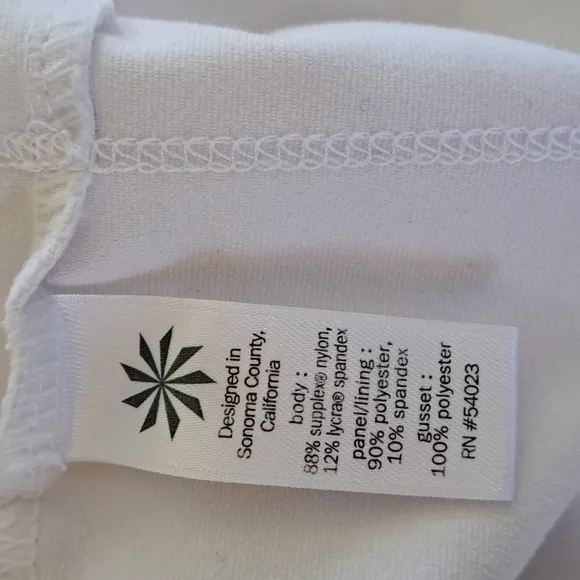 Designed in
Sonoma County,
California
body :
88% supplex® nylon,
12% lycra® spandex
panel/lining :
90% polyester,
10% spandex
gusset :
100% polyester
RN #54023